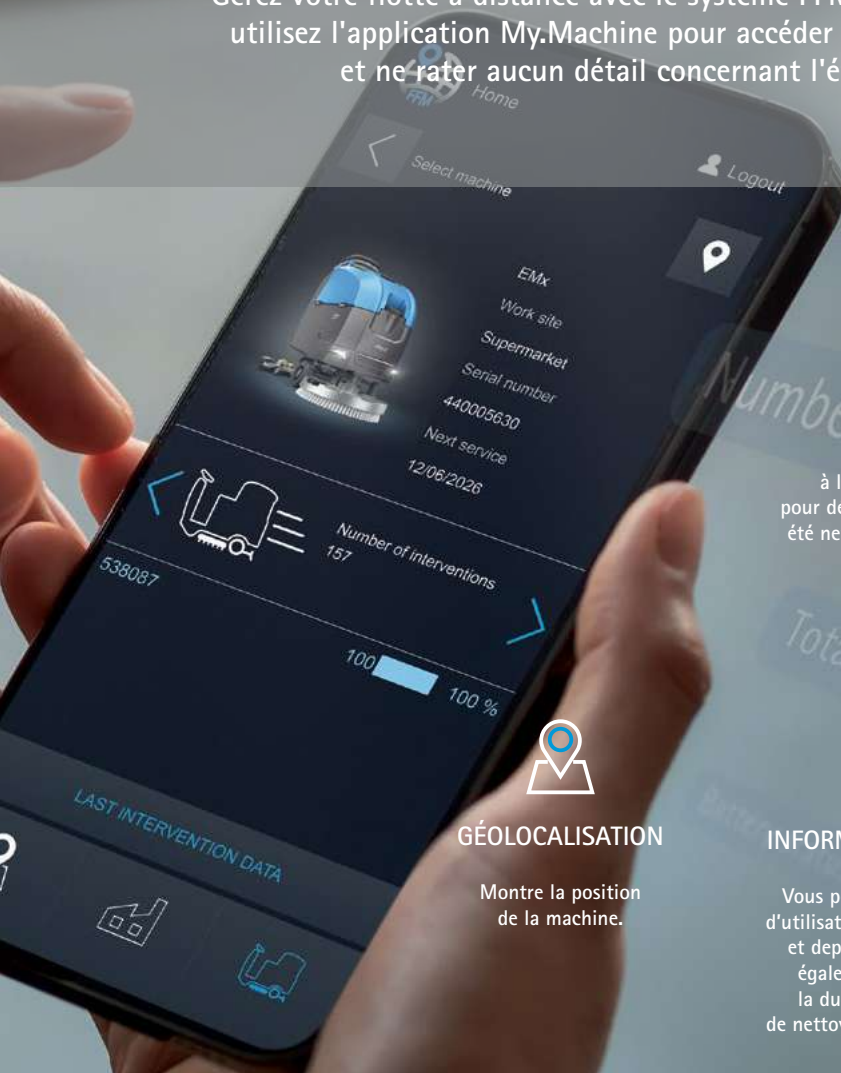 utilisez l'application My.Machine pour accéder
et ne rater aucun détail concernant l'é
FFM
Home
Select machine
Logout
EMx
Work site
Supermarket
Serial number
440005630
Next service
12/06/2026
Number of interventions
157
538087
100
100 %
LAST INTERVENTION DATA
Numbe
à l
pour de
été ne
Tota
GÉOLOCALISATION
Montre la position
de la machine.
INFORM
Vous p
d'utilisat
et dep
égale
la du
de nettoy